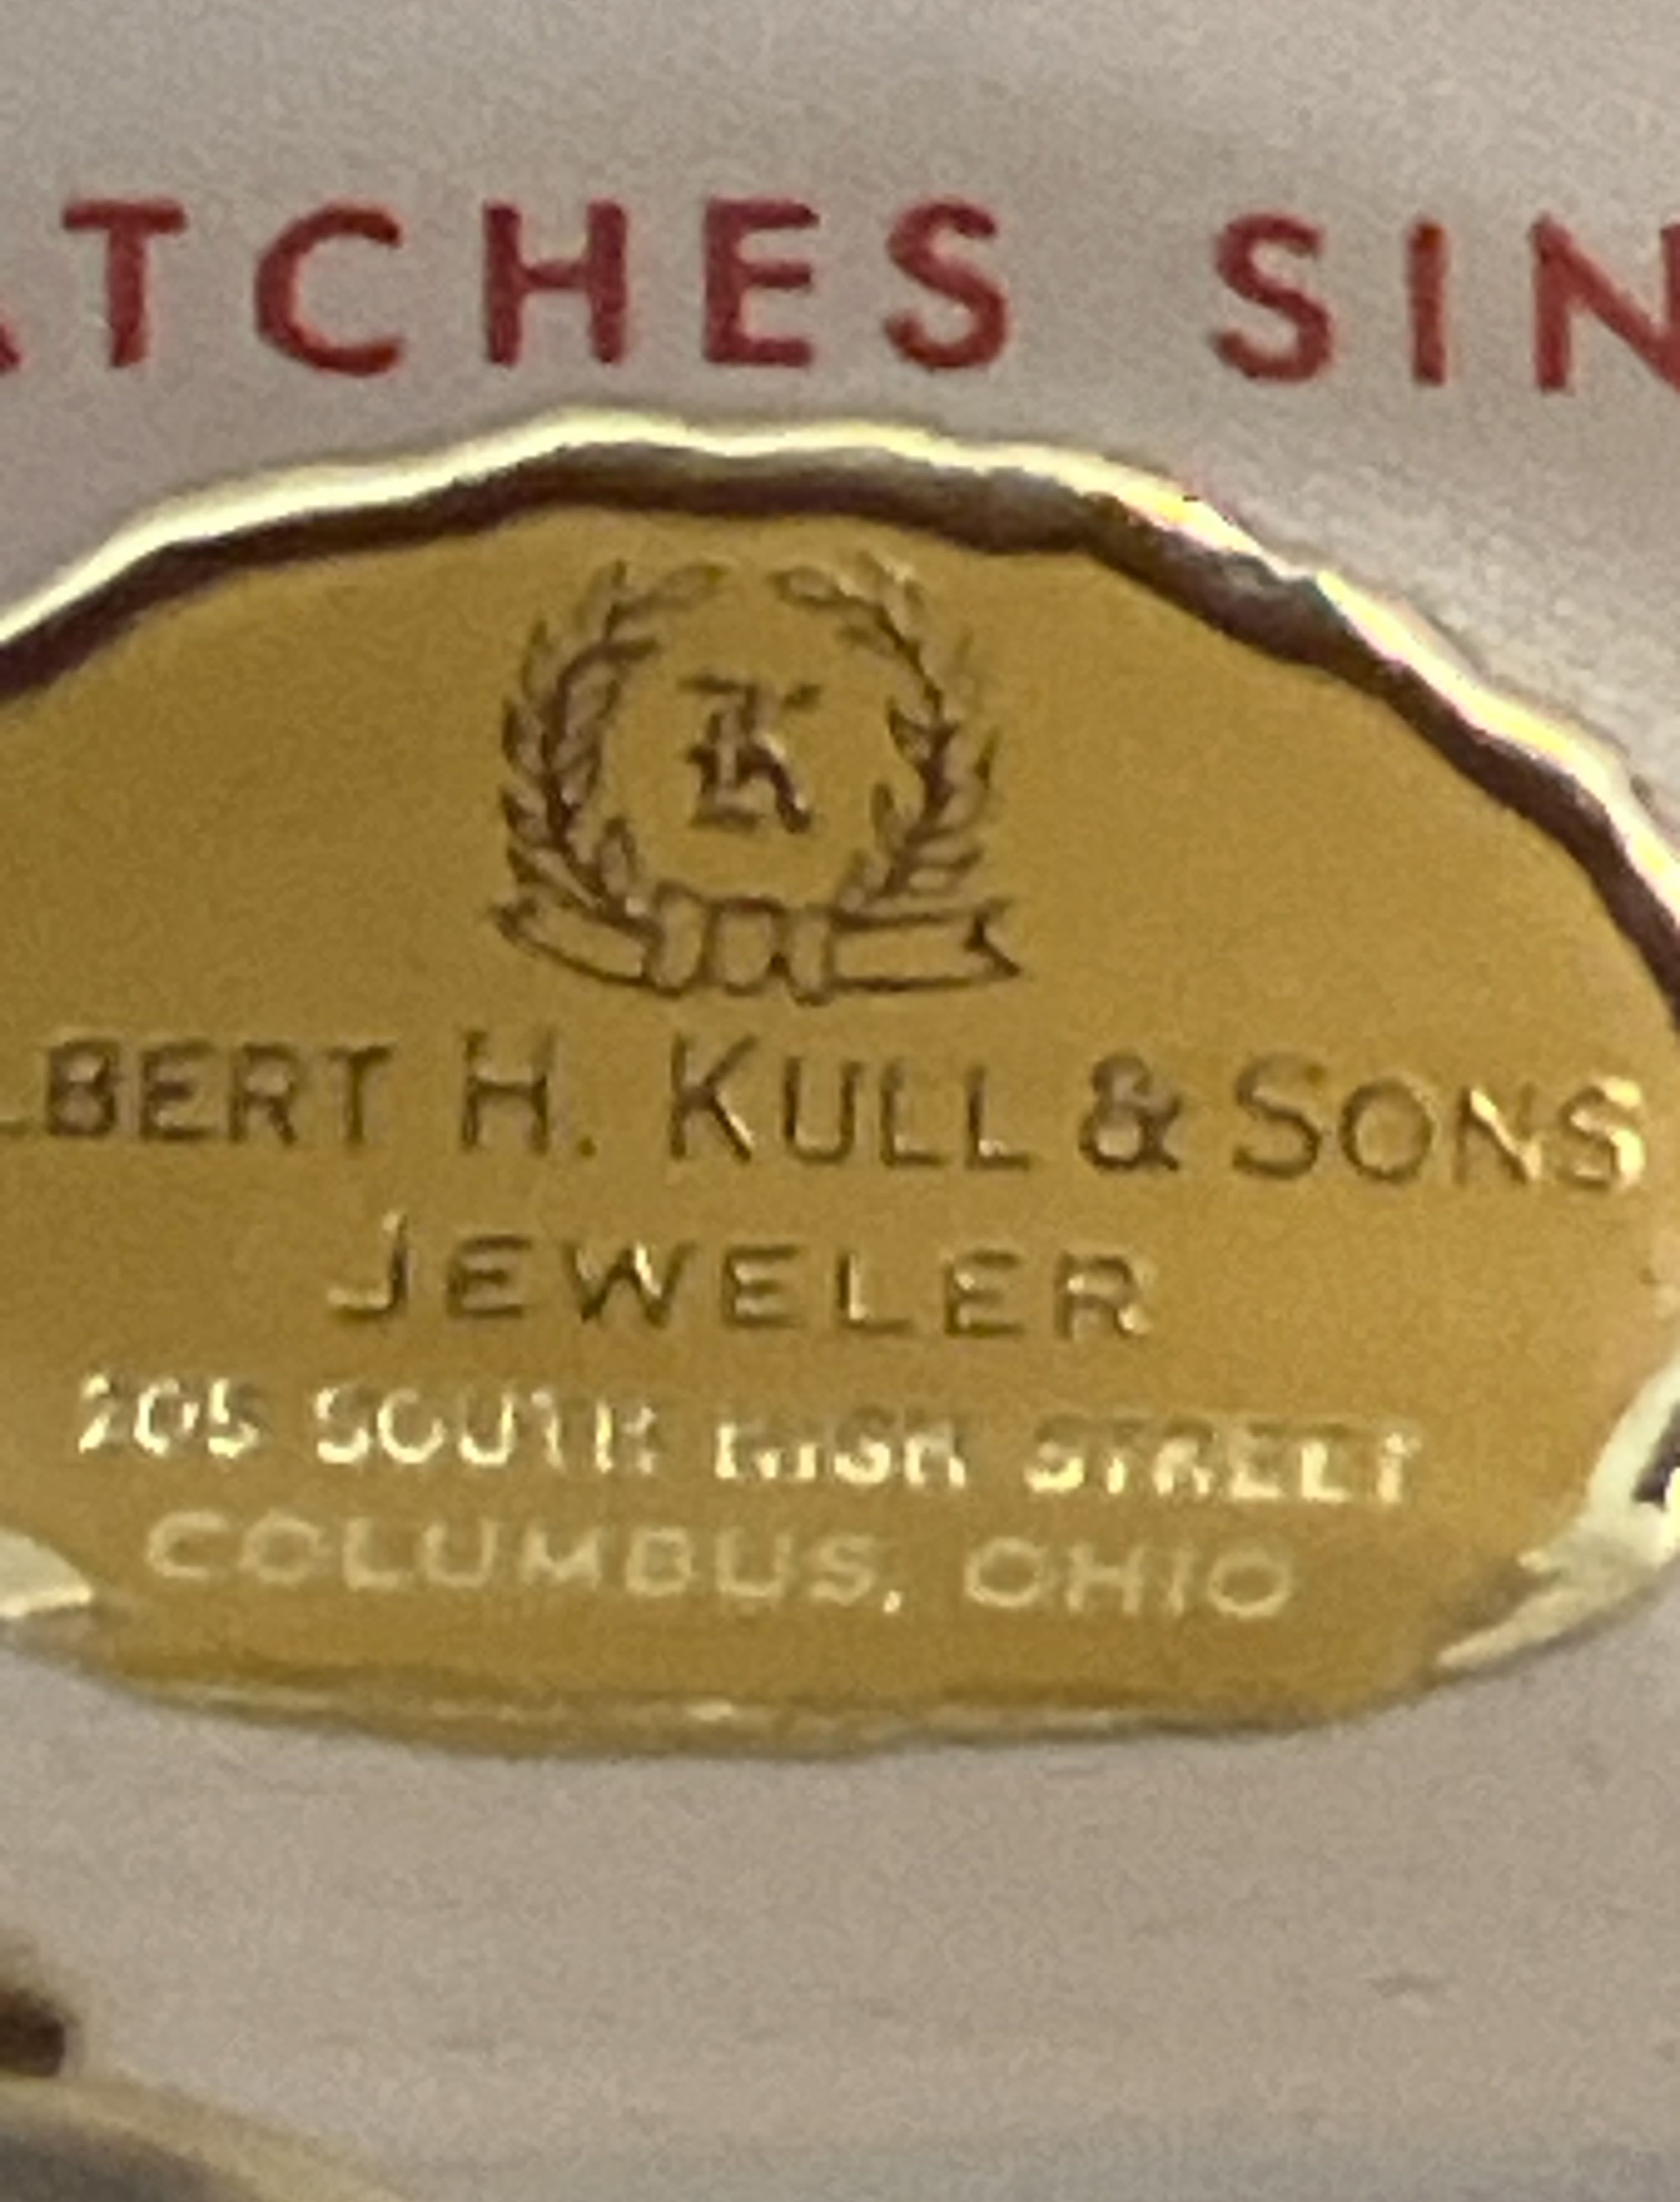 ATCHES SIN
K
LBERT H. KULL & SONS
JEWELER
205 SOUTH HIGH STREET
COLUMBUS, OHIO